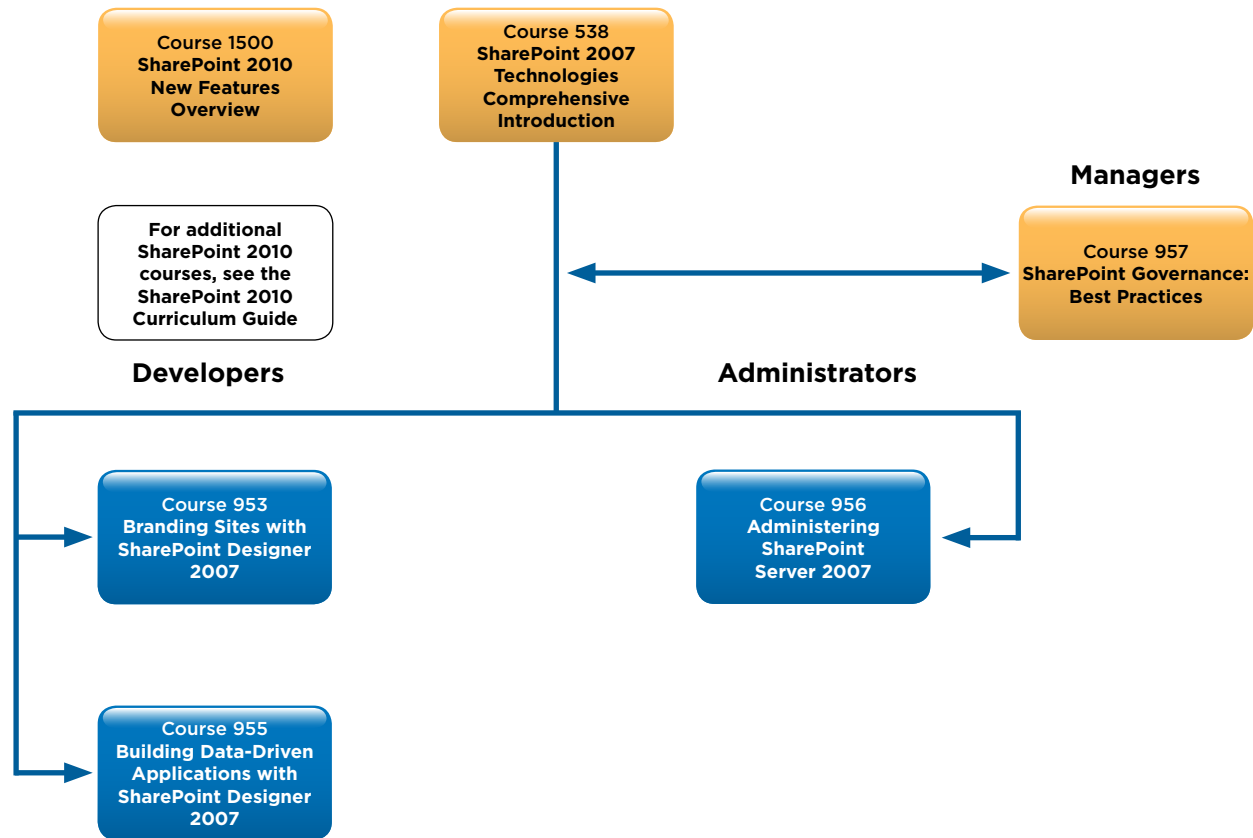 Course 1500
SharePoint 2010
New Features
Overview
Course 538
SharePoint 2007
Technologies
Comprehensive
Introduction
Managers
For additional
SharePoint 2010
courses, see the
SharePoint 2010
Curriculum Guide
Course 957
SharePoint Governance:
Best Practices
Developers
Administrators
Course 953
Branding Sites with
SharePoint Designer
2007
Course 956
Administering
SharePoint
Server 2007
Course 955
Building Data-Driven
Applications with
SharePoint Designer
2007